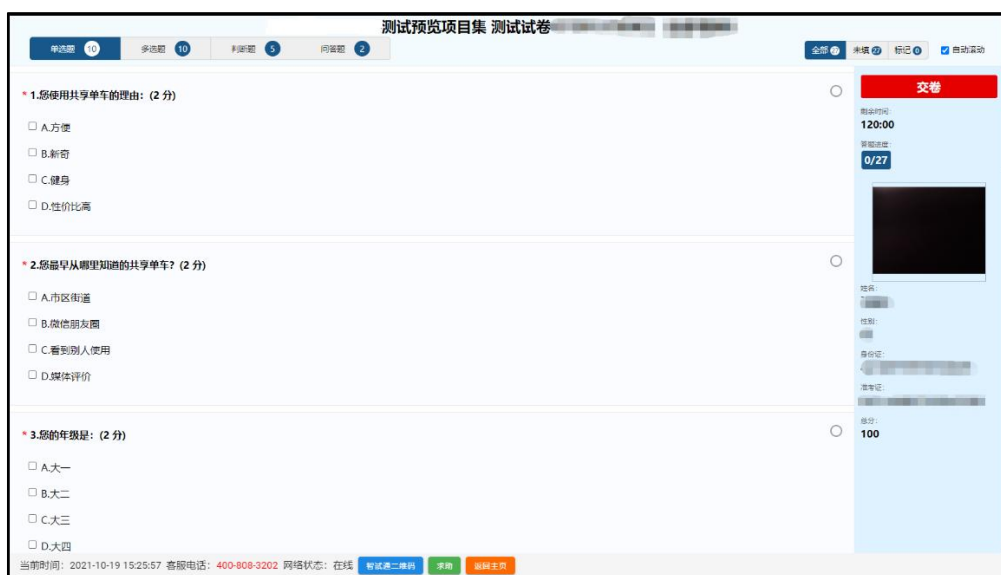 测试预览项目集 测试试卷
单选题 10 多选题 10 判断题 5 问答题 2
全部 27 未填 27 标记 0 自动滚动
* 1.您使用共享单车的理由：(2 分)
A.方便
B.新奇
C.健身
D.性价比高
* 2.您最早从哪里知道的共享单车？(2 分)
A.市区街道
B.微信朋友圈
C.看到别人使用
D.媒体评价
* 3.您的年级是：(2 分)
A.大一
B.大二
C.大三
D.大四
交卷
剩余时间：
120:00
答题进度：
0/27
姓名：
性别：
身份证：
准考证：
总分：
100
当前时间：2021-10-19 15:25:57 客服电话：400-808-3202 网络状态：在线 智试通二维码 求助 返回主页